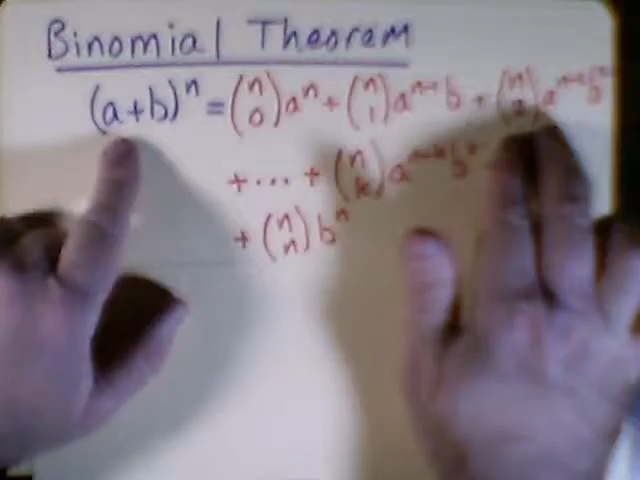 Binomial Theorem
(a+b)ⁿ = (n 0)aⁿ + (n 1)aⁿ⁻¹b + (n 2)aⁿ⁻²b²
+ ⋯ + (n k)aⁿ⁻ᵏbᵏ
+ (n n)bⁿ